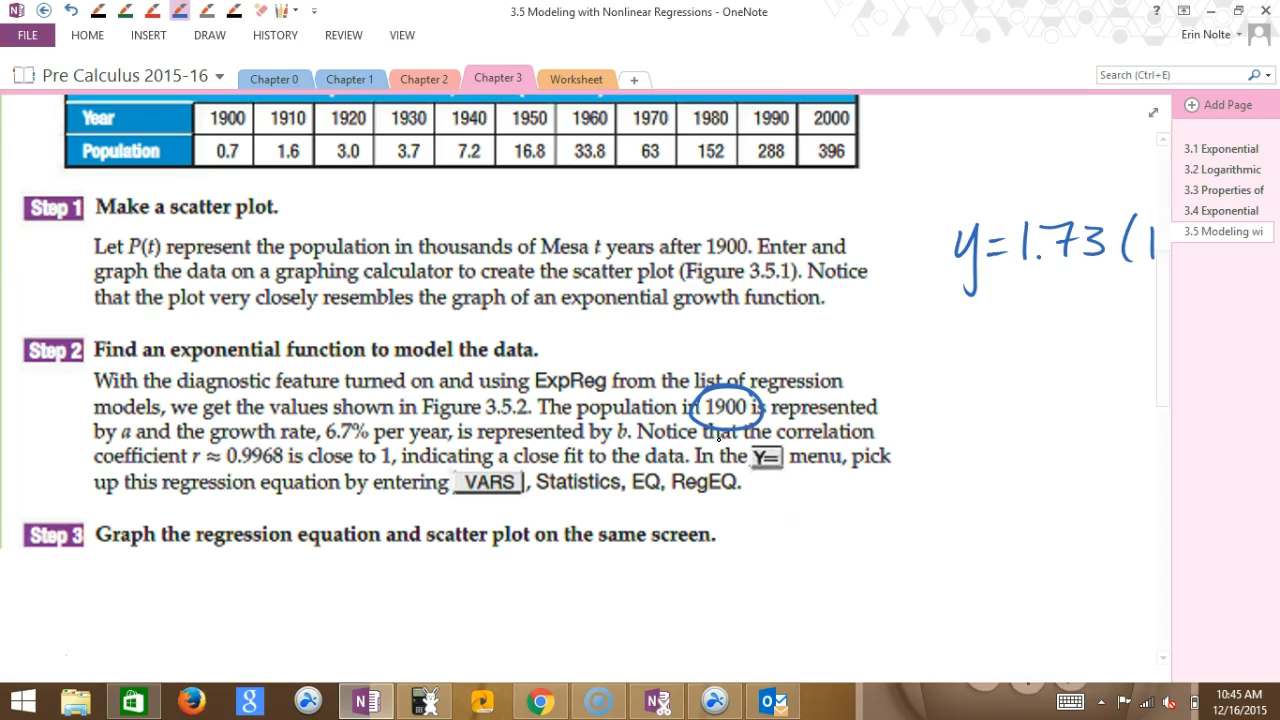 3.5 Modeling with Nonlinear Regressions - OneNote
FILE HOME INSERT DRAW HISTORY REVIEW VIEW
Erin Nolte
Pre Calculus 2015-16 Chapter 0 Chapter 1 Chapter 2 Chapter 3 Worksheet
Search (Ctrl+E)
Add Page
3.1 Exponential
3.2 Logarithmic
3.3 Properties of
3.4 Exponential
3.5 Modeling wi
Year 1900 1910 1920 1930 1940 1950 1960 1970 1980 1990 2000
Population 0.7 1.6 3.0 3.7 7.2 16.8 33.8 63 152 288 396
Step 1 Make a scatter plot.
Let P(t) represent the population in thousands of Mesa t years after 1900. Enter and
graph the data on a graphing calculator to create the scatter plot (Figure 3.5.1). Notice
that the plot very closely resembles the graph of an exponential growth function.
y=1.73(1
Step 2 Find an exponential function to model the data.
With the diagnostic feature turned on and using ExpReg from the list of regression
models, we get the values shown in Figure 3.5.2. The population in 1900 is represented
by a and the growth rate, 6.7% per year, is represented by b. Notice that the correlation
coefficient r ≈ 0.9968 is close to 1, indicating a close fit to the data. In the Y= menu, pick
up this regression equation by entering VARS, Statistics, EQ, RegEQ.
Step 3 Graph the regression equation and scatter plot on the same screen.
10:45 AM
12/16/2015